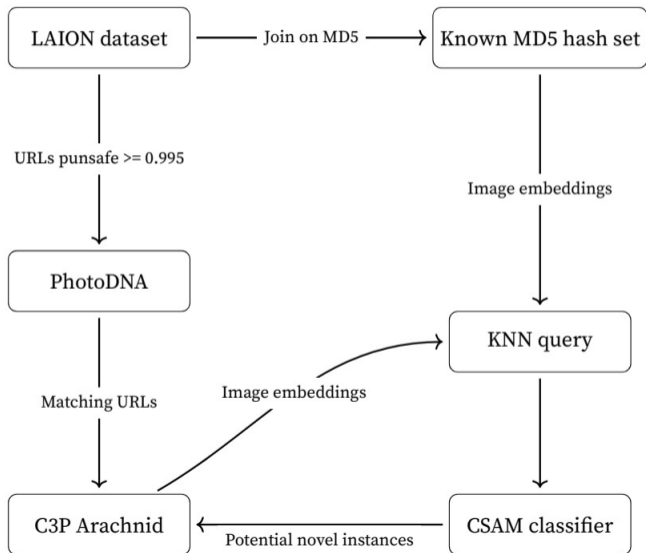 LAION dataset
Join on MD5
Known MD5 hash set
URLs punsafe >= 0.995
Image embeddings
PhotoDNA
KNN query
Image embeddings
Matching URLs
C3P Arachnid
Potential novel instances
CSAM classifier